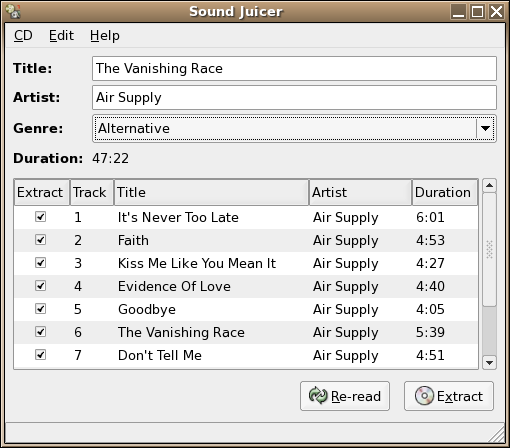 Sound Juicer
CD Edit Help
Title: The Vanishing Race
Artist: Air Supply
Genre: Alternative
Duration: 47:22
Extract Track Title Artist Duration
1 It's Never Too Late Air Supply 6:01
2 Faith Air Supply 4:53
3 Kiss Me Like You Mean It Air Supply 4:27
4 Evidence Of Love Air Supply 4:40
5 Goodbye Air Supply 4:05
6 The Vanishing Race Air Supply 5:39
7 Don't Tell Me Air Supply 4:51
Re-read Extract